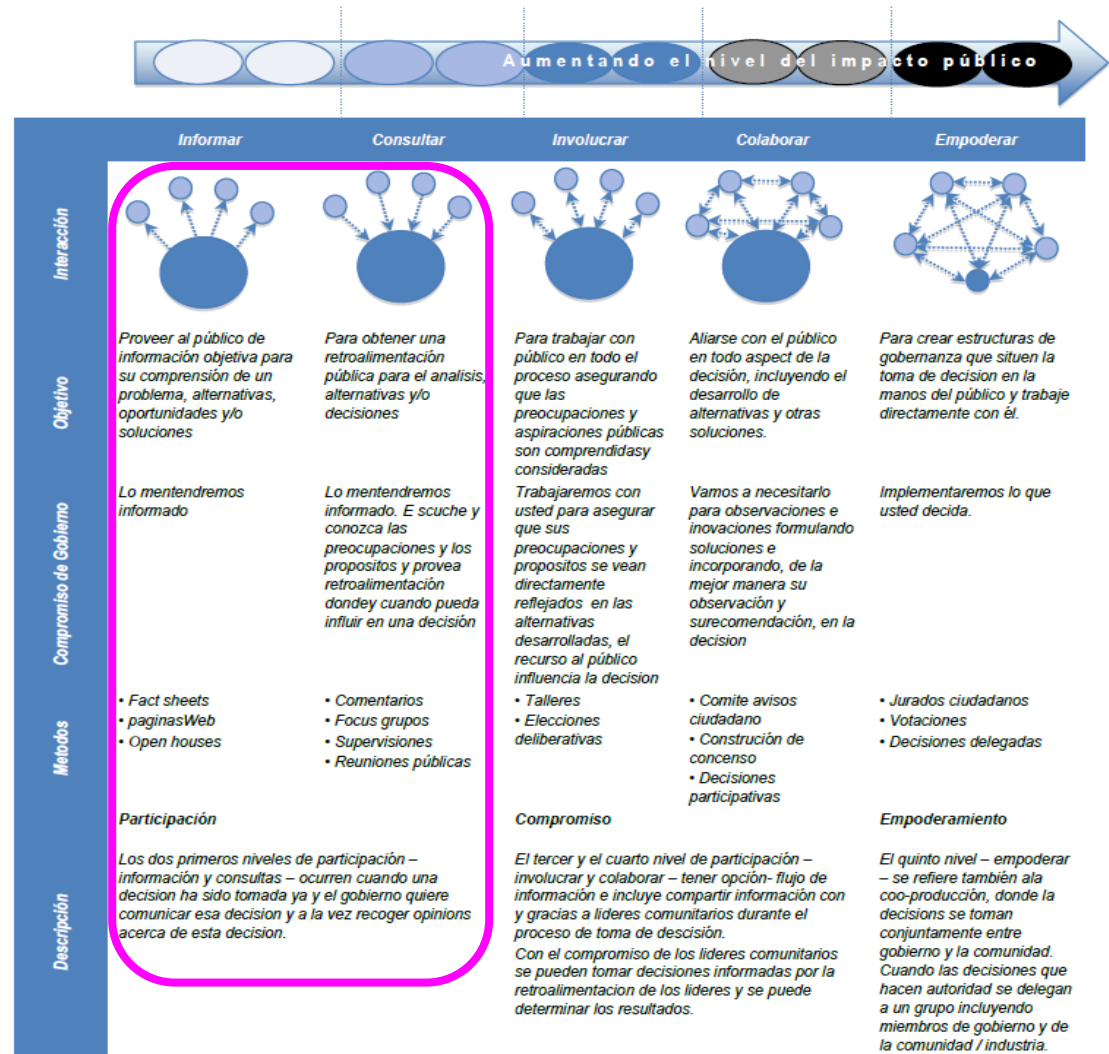 Aumentando el nivel del impacto público
Informar
Consultar
Involucrar
Colaborar
Empoderar
Interacción
Objetivo
Proveer al público de
información objetiva para
su comprensión de un
problema, alternativas,
oportunidades y/o
soluciones
Para obtener una
retroalimentación
pública para el analisis,
alternativas y/o
decisiones
Para trabajar con
público en todo el
proceso asegurando
que las
preocupaciones y
aspiraciones públicas
son comprendidasy
consideradas
Aliarse con el público
en todo aspect de la
decisión, incluyendo el
desarrollo de
alternativas y otras
soluciones.
Para crear estructuras de
gobernanza que situen la
toma de decision en la
manos del público y trabaje
directamente con él.
Compromiso de Gobierno
Lo mentendremos
informado
Lo mentendremos
informado. E scuche y
conozca las
preocupaciones y los
propositos y provea
retroalimentación
dondey cuando pueda
influir en una decisión
Trabajaremos con
usted para asegurar
que sus
preocupaciones y
propositos se vean
directamente
reflejados en las
alternativas
desarrolladas, el
recurso al público
influencia la decision
Vamos a necesitarlo
para observaciones e
inovaciones formulando
soluciones e
incorporando, de la
mejor manera su
observación y
surecomendación, en la
decision
Implementaremos lo que
usted decida.
Metodos
• Fact sheets
• paginasWeb
• Open houses
• Comentarios
• Focus grupos
• Supervisiones
• Reuniones públicas
• Talleres
• Elecciones
deliberativas
• Comite avisos
ciudadano
• Construción de
concenso
• Decisiones
participativas
• Jurados ciudadanos
• Votaciones
• Decisiones delegadas
Descripción
Participación
Los dos primeros niveles de participación –
información y consultas – ocurren cuando una
decision ha sido tomada ya y el gobierno quiere
comunicar esa decision y a la vez recoger opinions
acerca de esta decision.
Compromiso
El tercer y el cuarto nivel de participación –
involucrar y colaborar – tener opción- flujo de
información e incluye compartir información con
y gracias a lideres comunitarios durante el
proceso de toma de descisión.
Con el compromiso de los lideres comunitarios
se pueden tomar decisiones informadas por la
retroalimentacion de los lideres y se puede
determinar los resultados.
Empoderamiento
El quinto nivel – empoderar
– se refiere también ala
coo-producción, donde la
decisions se toman
conjuntamente entre
gobierno y la comunidad.
Cuando las decisiones que
hacen autoridad se delegan
a un grupo incluyendo
miembros de gobierno y de
la comunidad / industria.